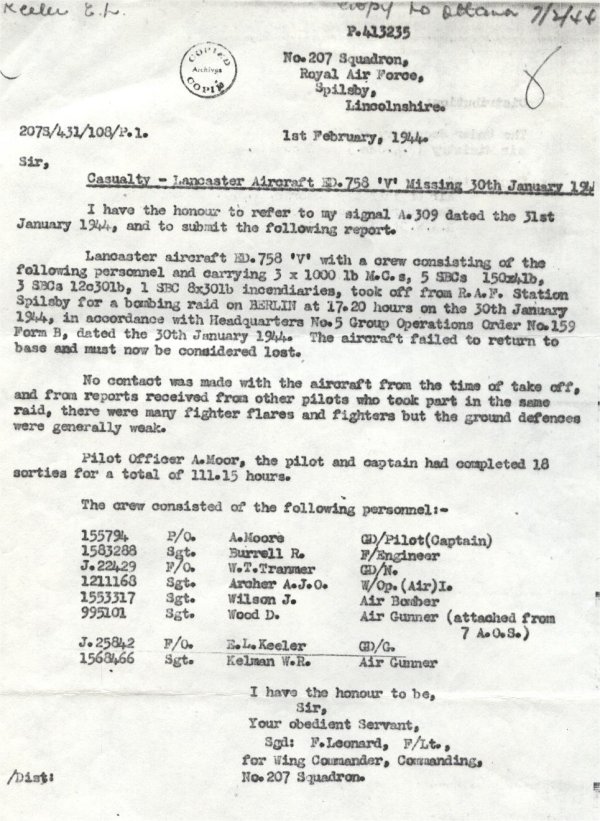 Keeler E.L.
Copy to Ottawa 7/2/44
P.413235
COPIED
Archives
COPIE
No.207 Squadron,
Royal Air Force,
Spilsby,
Lincolnshire.
207S/431/108/P.1.
1st February, 1944.
Sir,
Casualty - Lancaster Aircraft ED.758 'V' Missing 30th January 194
I have the honour to refer to my signal A.309 dated the 31st
January 1944, and to submit the following report.
Lancaster aircraft ED.758 'V' with a crew consisting of the
following personnel and carrying 3 x 1000 lb M.C.s, 5 SBCs 150x4lb,
3 SBCs 12c30lb, 1 SBC 8x30lb incendiaries, took off from R.A.F. Station
Spilsby for a bombing raid on BERLIN at 17.20 hours on the 30th January
1944, in accordance with Headquarters No.5 Group Operations Order No.159
Form B, dated the 30th January 1944. The aircraft failed to return to
base and must now be considered lost.
No contact was made with the aircraft from the time of take off,
and from reports received from other pilots who took part in the same
raid, there were many fighter flares and fighters but the ground defences
were generally weak.
Pilot Officer A.Moor, the pilot and captain had completed 18
sorties for a total of 111.15 hours.
The crew consisted of the following personnel:-
155794 P/O. A.Moore GD/Pilot(Captain)
1583288 Sgt. Burrell R. F/Engineer
J.22429 F/O. W.T.Tranmer GD/N.
1211168 Sgt. Archer A.J.O. W/Op.(Air)I.
1553317 Sgt. Wilson J. Air Bomber
995101 Sgt. Wood D. Air Gunner (attached from
7 A.O.S.)
J.25842 F/O. E.L.Keeler GD/G.
1568466 Sgt. Kelman W.R. Air Gunner
I have the honour to be,
Sir,
Your obedient Servant,
Sgd: F.Leonard, F/Lt.,
for Wing Commander, Commanding,
No.207 Squadron.
/Dist: